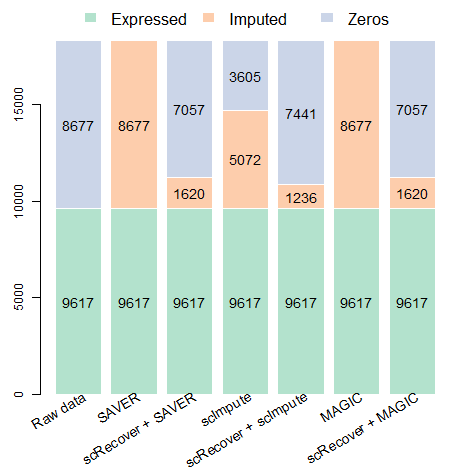 Expressed Imputed Zeros
15000
10000
5000
0
8677
9617
8677
9617
7057
1620
9617
3605
5072
9617
7441
1236
9617
8677
9617
7057
1620
9617
Raw data
SAVER
scRecover + SAVER
scImpute
scRecover + scImpute
MAGIC
scRecover + MAGIC